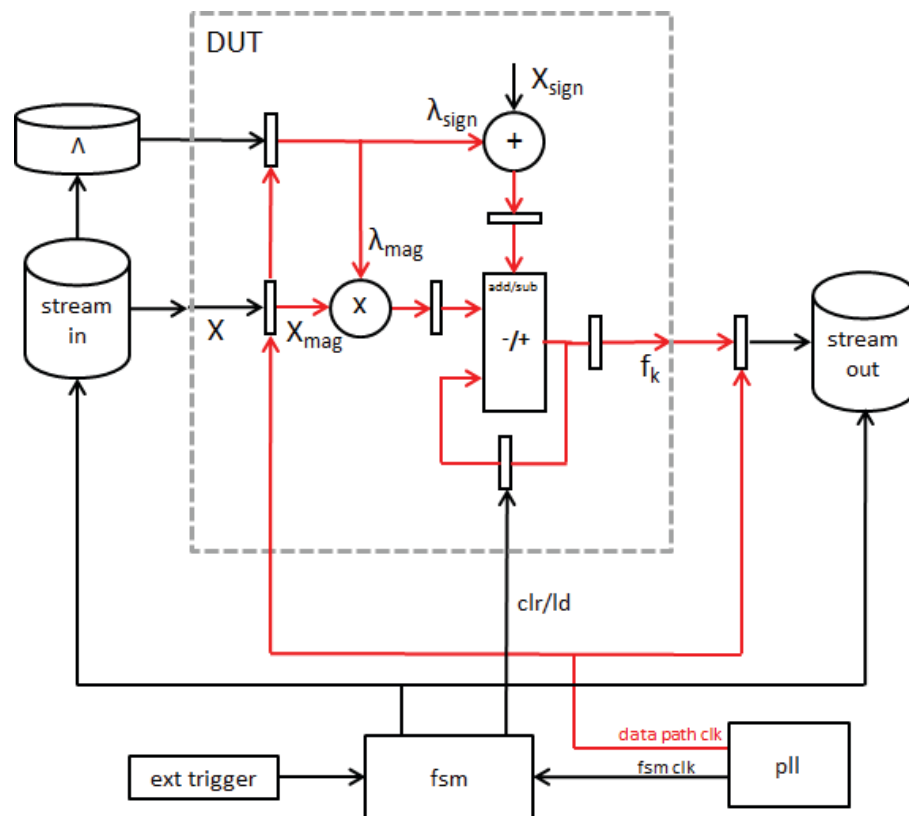 DUT
X_sign
λ_sign
+
Λ
λ_mag
stream
in
X
X_mag
X
add/sub
-/+
f_k
stream
out
clr/ld
data path clk
fsm clk
pll
ext trigger
fsm